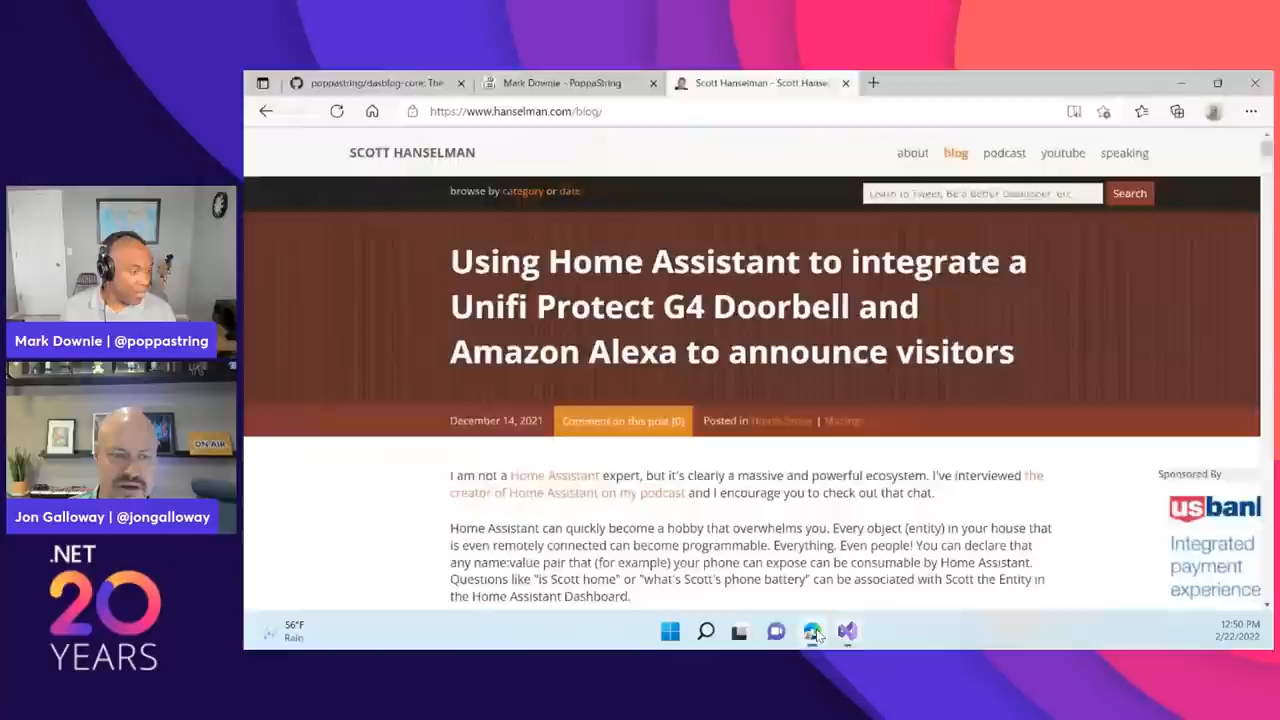 poppastring/dasblog-core: The
Mark Downie - PoppaString
Scott Hanselman - Scott Hanse
https://www.hanselman.com/blog/
SCOTT HANSELMAN
about blog podcast youtube speaking
browse by category or date
Search
Using Home Assistant to integrate a
Unifi Protect G4 Doorbell and
Amazon Alexa to announce visitors
December 14, 2021
Comment on this post [0]
Posted in Home Server | Musings
I am not a Home Assistant expert, but it's clearly a massive and powerful ecosystem. I've interviewed the
creator of Home Assistant on my podcast and I encourage you to check out that chat.
Home Assistant can quickly become a hobby that overwhelms you. Every object (entity) in your house that
is even remotely connected can become programmable. Everything. Even people! You can declare that
any name:value pair that (for example) your phone can expose can be consumable by Home Assistant.
Questions like "is Scott home" or "what's Scott's phone battery" can be associated with Scott the Entity in
the Home Assistant Dashboard.
Sponsored By
usban
Integrated
payment
experience
56°F
Rain
12:50 PM
2/22/2022
Mark Downie | @poppastring
ON AIR
Jon Galloway | @jongalloway
.NET
20
YEARS